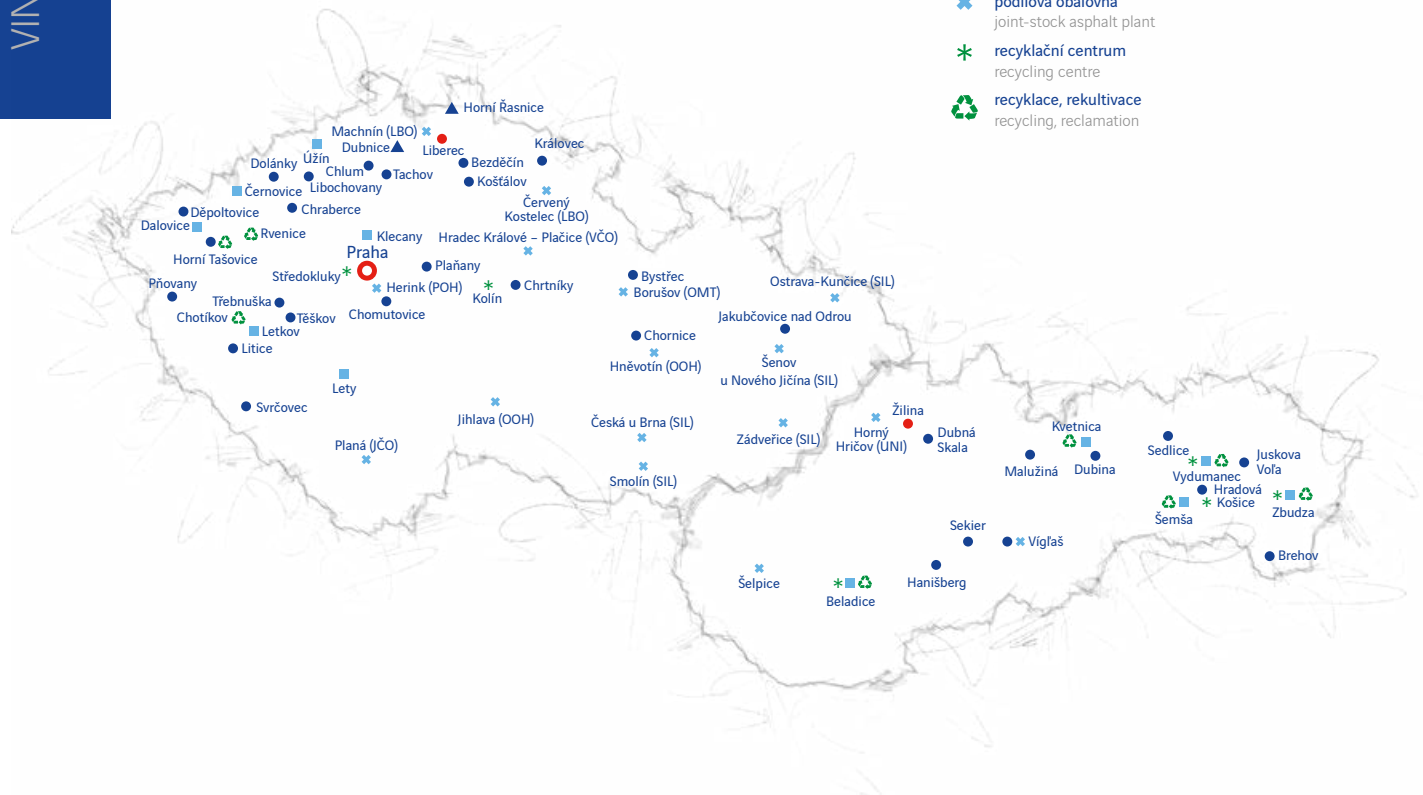 VIN
podílová obalovna
joint-stock asphalt plant
recyklační centrum
recycling centre
recyklace, rekultivace
recycling, reclamation
Horní Řasnice
Machnín (LBO)
Dubnice
Liberec
Královec
Úžín
Dolánky
Chlum
Tachov
Bezděčín
Košťálov
Černovice
Libochovany
Červený
Kostelec (LBO)
Děpoltovice
Chraberce
Dalovice
Rvenice
Klecany
Hradec Králové – Plačice (VČO)
Horní Tašovice
Praha
Plaňany
Středokluky
Pňovany
Herink (POH)
Kolín
Chrtníky
Bystřec
Borušov (OMT)
Ostrava-Kunčice (SIL)
Třebnuška
Chotíkov
Těškov
Chomutovice
Jakubčovice nad Odrou
Letkov
Litice
Chornice
Hněvotín (OOH)
Šenov
u Nového Jičína (SIL)
Lety
Svrčovec
Jihlava (OOH)
Česká u Brna (SIL)
Zádveřice (SIL)
Planá (JČO)
Smolín (SIL)
Žilina
Horný
Hričov (UNI)
Dubná
Skala
Kvetnica
Malužiná
Dubina
Sedlice
Juskova
Voľa
Vydumanec
Hradová
Košice
Šemša
Zbudza
Sekier
Vígľaš
Brehov
Šelpice
Hanišberg
Beladice